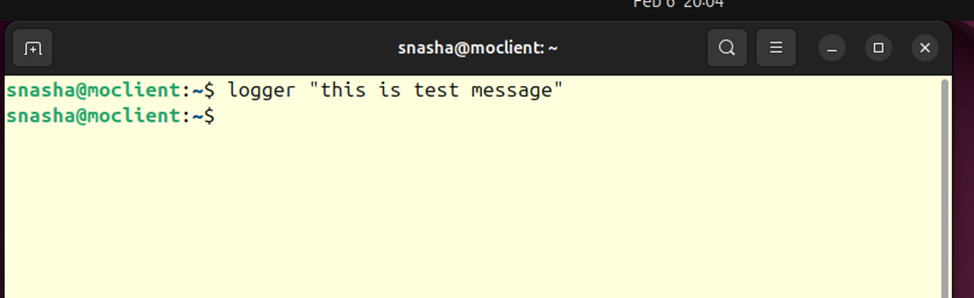 Feb 6 20:04
snasha@moclient: ~
snasha@moclient:~$ logger "this is test message"
snasha@moclient:~$